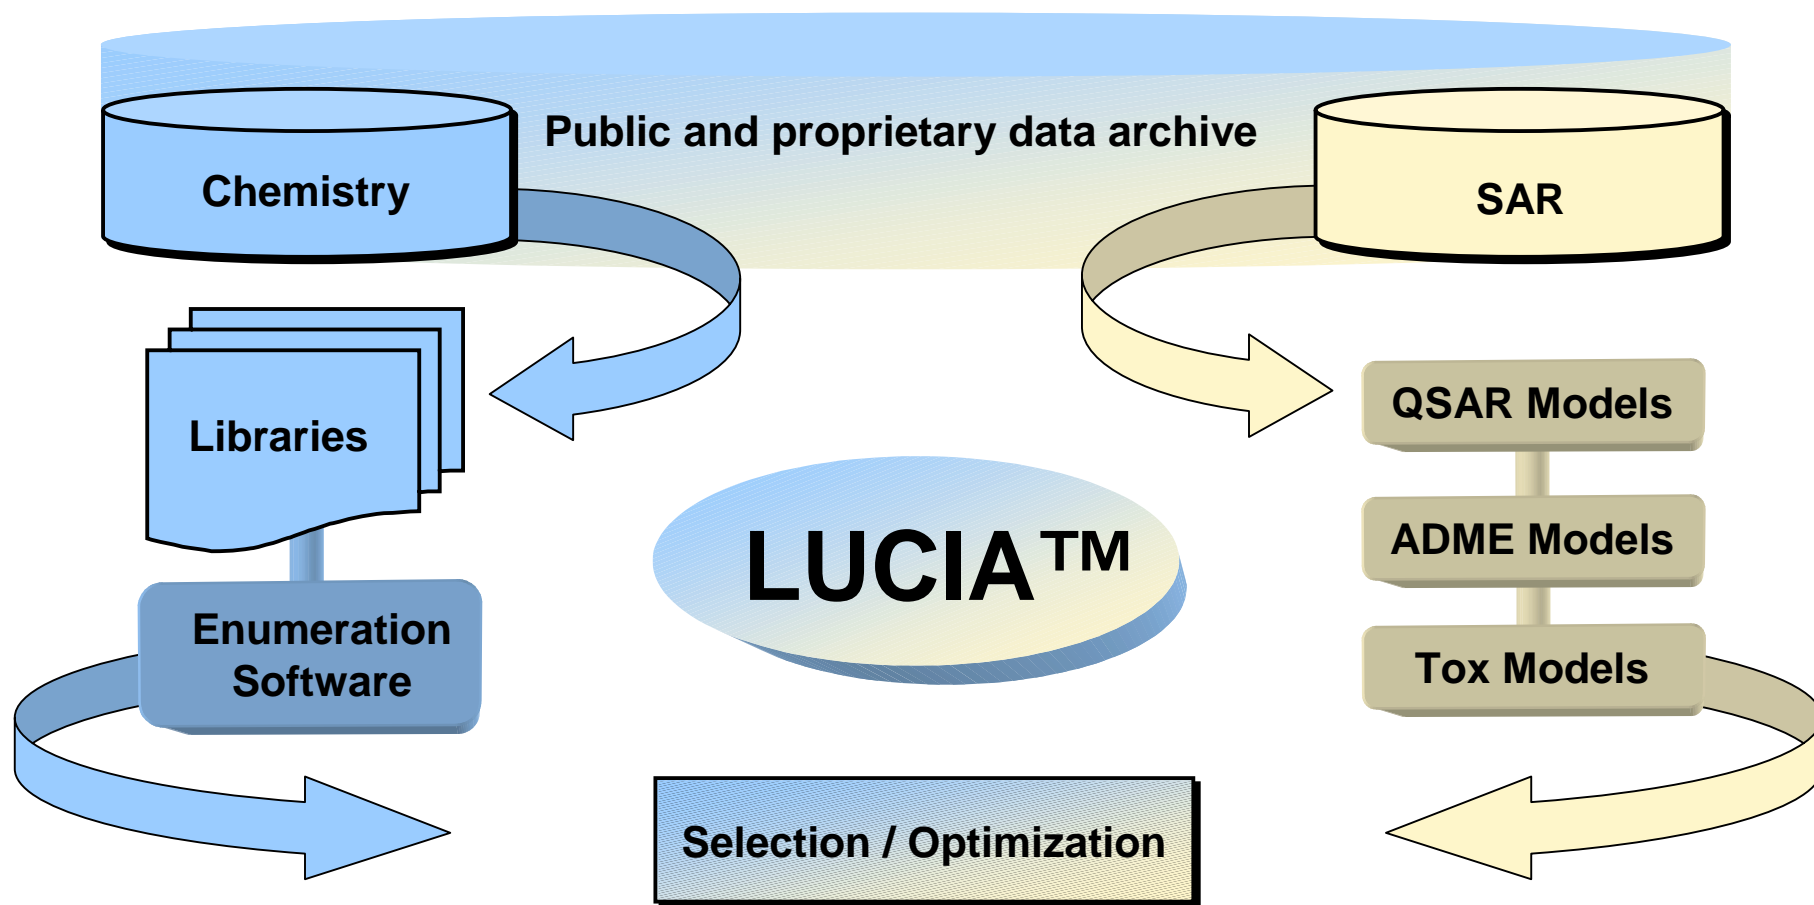 Public and proprietary data archive
Chemistry
SAR
Libraries
QSAR Models
LUCIA™
ADME Models
Enumeration
Software
Tox Models
Selection / Optimization